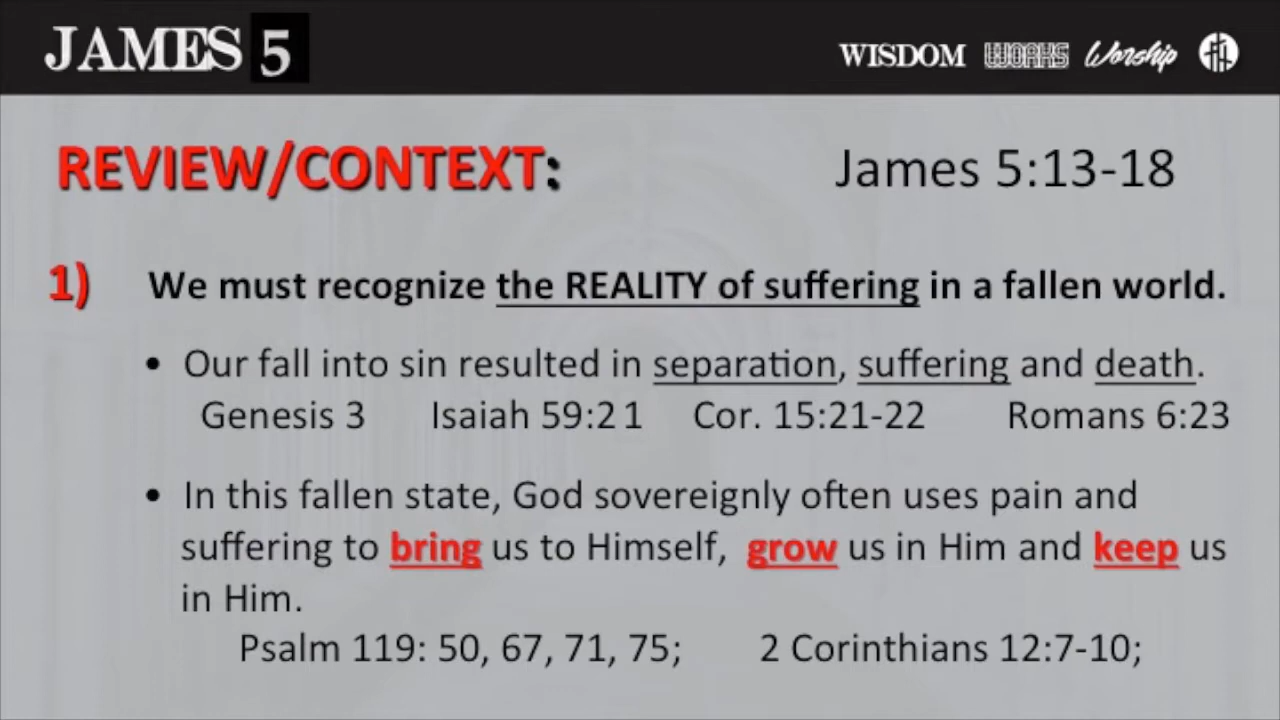 JAMES 5 WISDOM WORKS Worship
REVIEW/CONTEXT: James 5:13-18
1) We must recognize the REALITY of suffering in a fallen world.
• Our fall into sin resulted in separation, suffering and death.
Genesis 3 Isaiah 59:2 1 Cor. 15:21-22 Romans 6:23
• In this fallen state, God sovereignly often uses pain and
suffering to bring us to Himself, grow us in Him and keep us
in Him.
Psalm 119: 50, 67, 71, 75; 2 Corinthians 12:7-10;